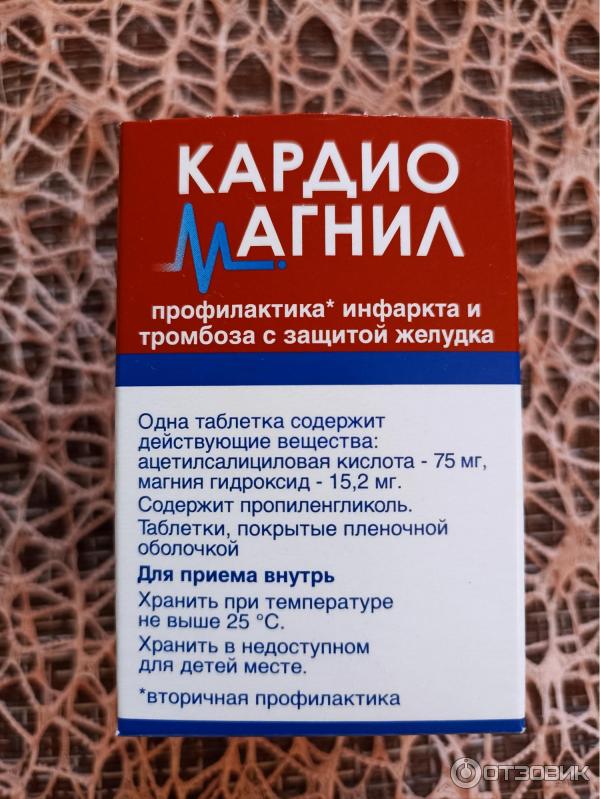 КАРДИО
МАГНИЛ
профилактика* инфаркта и
тромбоза с защитой желудка
Одна таблетка содержит
действующие вещества:
ацетилсалициловая кислота - 75 мг,
магния гидроксид - 15,2 мг.
Содержит пропиленгликоль.
Таблетки, покрытые пленочной
оболочкой
Для приема внутрь
Хранить при температуре
не выше 25 °C.
Хранить в недоступном
для детей месте.
*вторичная профилактика
ОТЗОВИК